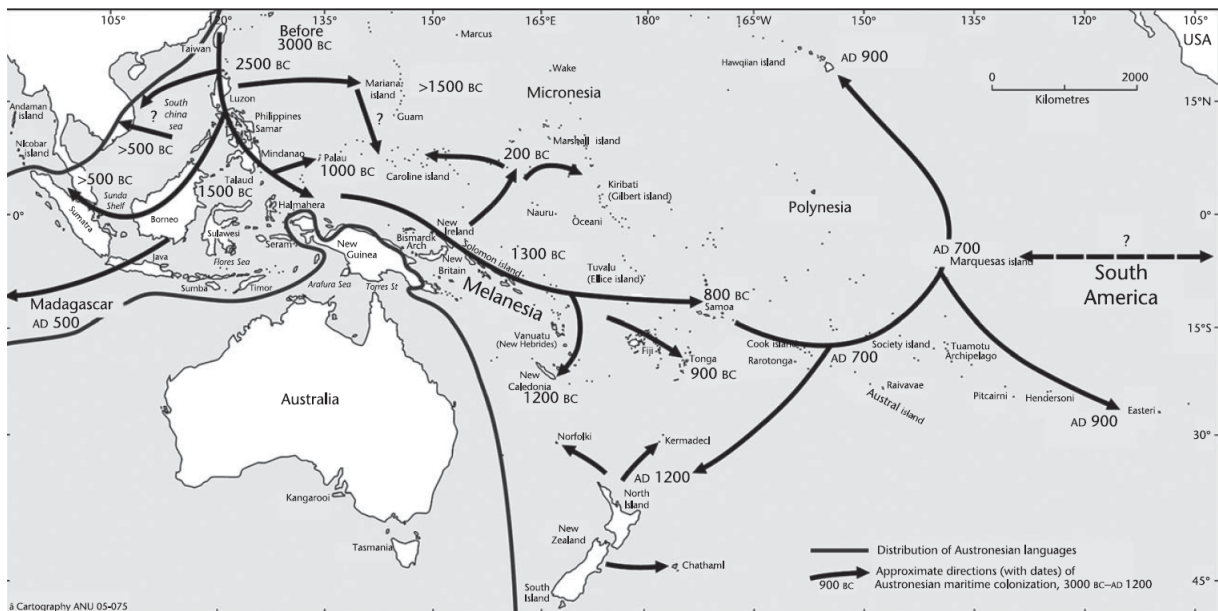 105°
120°
135°
150°
165°E
180°
165°W
150°
135°
120°
105°
USA
Taiwan
Before
3000 BC
Marcus
2500 BC
Wake
Hawqiian island
AD 900
0
2000
Kilometres
15°N
15°N
Andaman island
South
china
sea
Luzon
Mariana
island
>1500 BC
Micronesia
Guam
?
?
Philippines
Samar
Nicobar
island
>500 BC
Mindanao
Palau
1000 BC
Marshall island
200 BC
Caroline island
>500 BC
Talaud
1500 BC
Sunda
Shelf
Kiribati
(Gilbert island)
Polynesia
Halmahera
0°
0°
Sumatra
Borneo
Sulawesi
Seram
New
Guinea
Bismark
Arch
New
Ireland
Nauru
Oceani
Solomon island
1300 BC
New
Britain
AD 700
Marquesas island
?
South
America
Java
Flores Sea
Tuvalu
(Ellice island)
Melanesia
Madagascar
AD 500
Sumba
Timor
Arafura Sea
Torres St
800 BC
Samoa
15°S
Vanuatu
(New Hebrides)
Fiji
Tonga
900 BC
Cook island
Rarotonga
AD 700
Society island
Tuamotu
Archipelago
New
Caledonia
1200 BC
Raivavae
Austral island
Pitcairni
Hendersoni
AD 900
Easteri
Australia
30°
Norfolki
Kermadecl
AD 1200
North
Island
Kangarooi
New
Zealand
Tasmania
Chathaml
South
Island
45°
Distribution of Austronesian languages
900 BC
Approximate directions (with dates) of
Austronesian maritime colonization, 3000 BC–AD 1200
á Cartography ANU 05-075